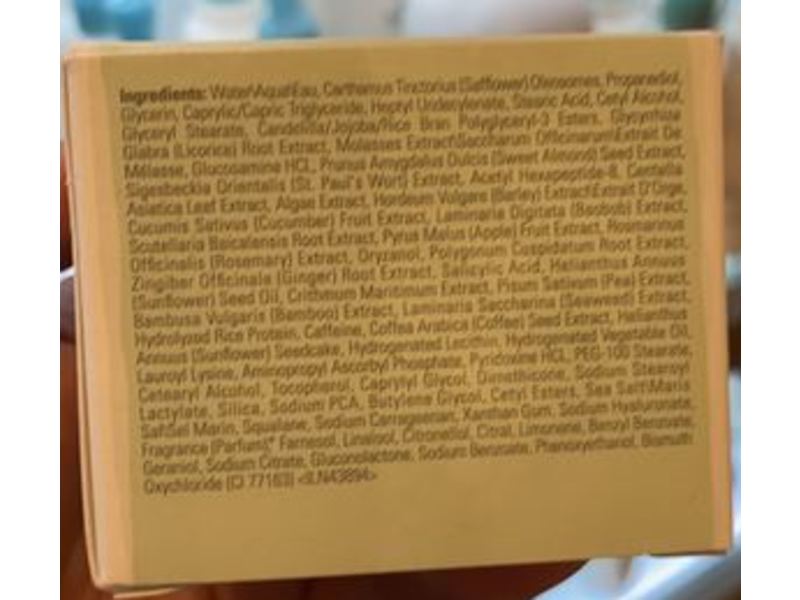 Ingredients: Water\Aqua\Eau, Carthamus Tinctorius (Safflower) Oleosomes, Propanediol,
Glycerin, Caprylic/Capric Triglyceride, Heptyl Undecylenate, Stearic Acid, Cetyl Alcohol,
Glyceryl Stearate, Candelilla/Jojoba/Rice Bran Polyglyceryl-3 Esters, Glycyrrhiza
Glabra (Licorice) Root Extract, Molasses Extract\Saccharum Officinarum\Extrait De
Mélasse, Glucosamine HCL, Prunus Amygdalus Dulcis (Sweet Almond) Seed Extract,
Sigesbeckia Orientalis (St. Paul's Wort) Extract, Acetyl Hexapeptide-8, Centella
Asiatica Leaf Extract, Algae Extract, Hordeum Vulgare (Barley) Extract\Extrait D'Orge,
Cucumis Sativus (Cucumber) Fruit Extract, Laminaria Digitata (Baobob) Extract,
Scutellaria Baicalensis Root Extract, Pyrus Malus (Apple) Fruit Extract, Rosmarinus
Officinalis (Rosemary) Extract, Oryzanol, Polygonum Cuspidatum Root Extract,
Zingiber Officinale (Ginger) Root Extract, Salicylic Acid, Helianthus Annuus
(Sunflower) Seed Oil, Crithmum Maritimum Extract, Pisum Sativum (Pea) Extract,
Bambusa Vulgaris (Bamboo) Extract, Laminaria Saccharina (Seaweed) Extract,
Hydrolyzed Rice Protein, Caffeine, Coffea Arabica (Coffee) Seed Extract, Helianthus
Annuus (Sunflower) Seedcake, Hydrogenated Lecithin, Hydrogenated Vegetable Oil,
Lauroyl Lysine, Aminopropyl Ascorbyl Phosphate, Pyridoxine HCL, PEG-100 Stearate,
Cetearyl Alcohol, Tocopherol, Caprylyl Glycol, Dimethicone, Sodium Stearoyl
Lactylate, Silica, Sodium PCA, Butylene Glycol, Cetyl Esters, Sea Salt\Maris
Sal\Sel Marin, Squalane, Sodium Carrageenan, Xanthan Gum, Sodium Hyaluronate,
Fragrance (Parfum),* Farnesol, Linalool, Citronellol, Citral, Limonene, Benzyl Benzoate,
Geraniol, Sodium Citrate, Gluconolactone, Sodium Benzoate, Phenoxyethanol, Bismuth
Oxychloride (CI 77163) <ILN43894>